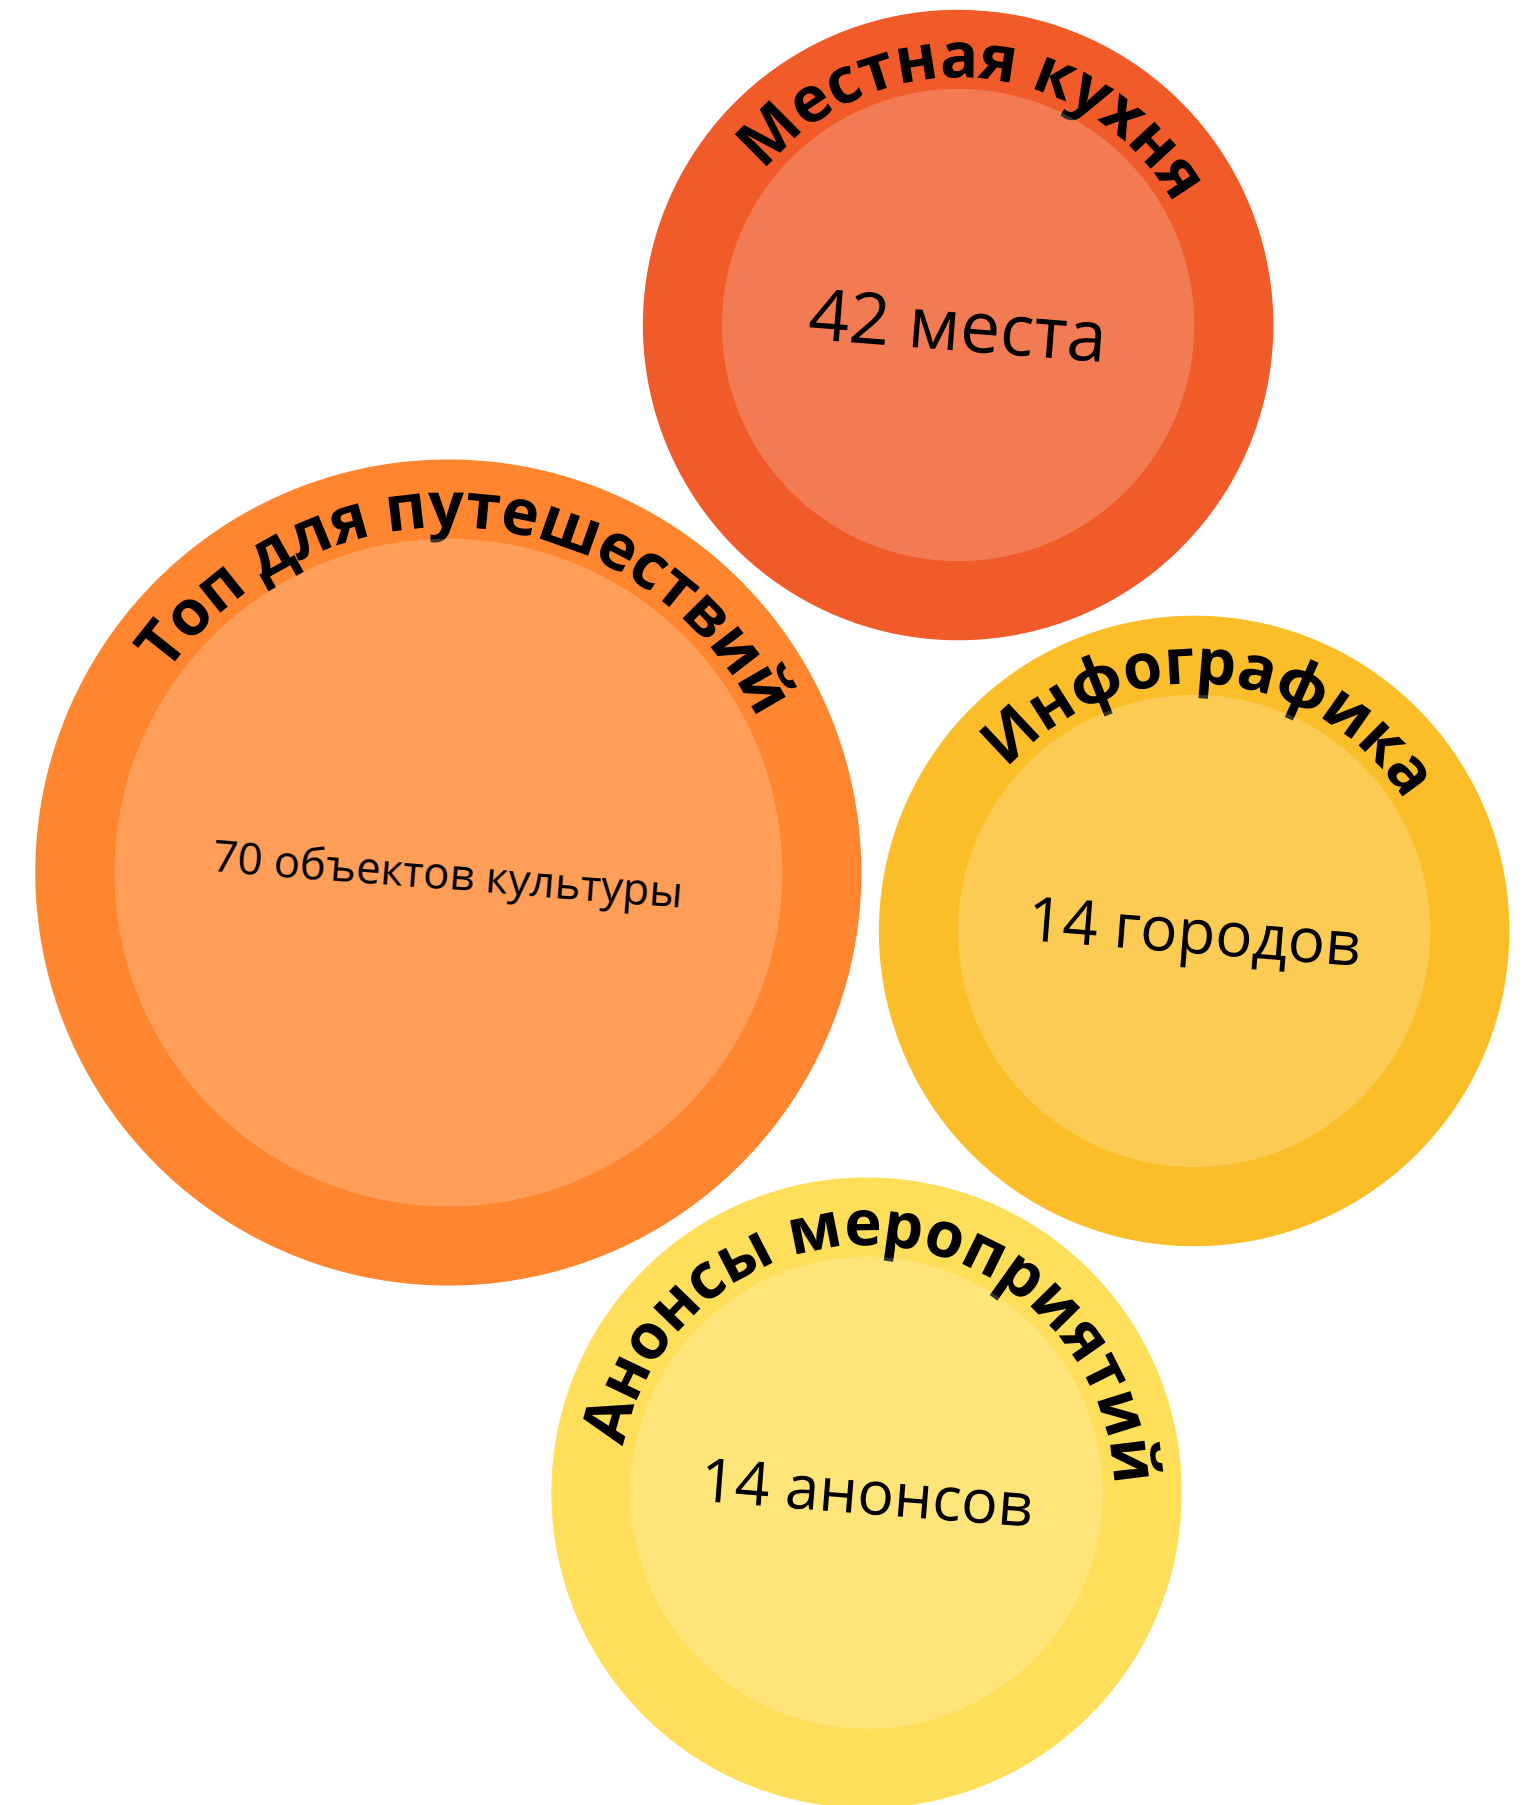 Местная кухня
42 места
Топ для путешествий
70 объектов культуры
Инфографика
14 городов
Анонсы мероприятий
14 анонсов